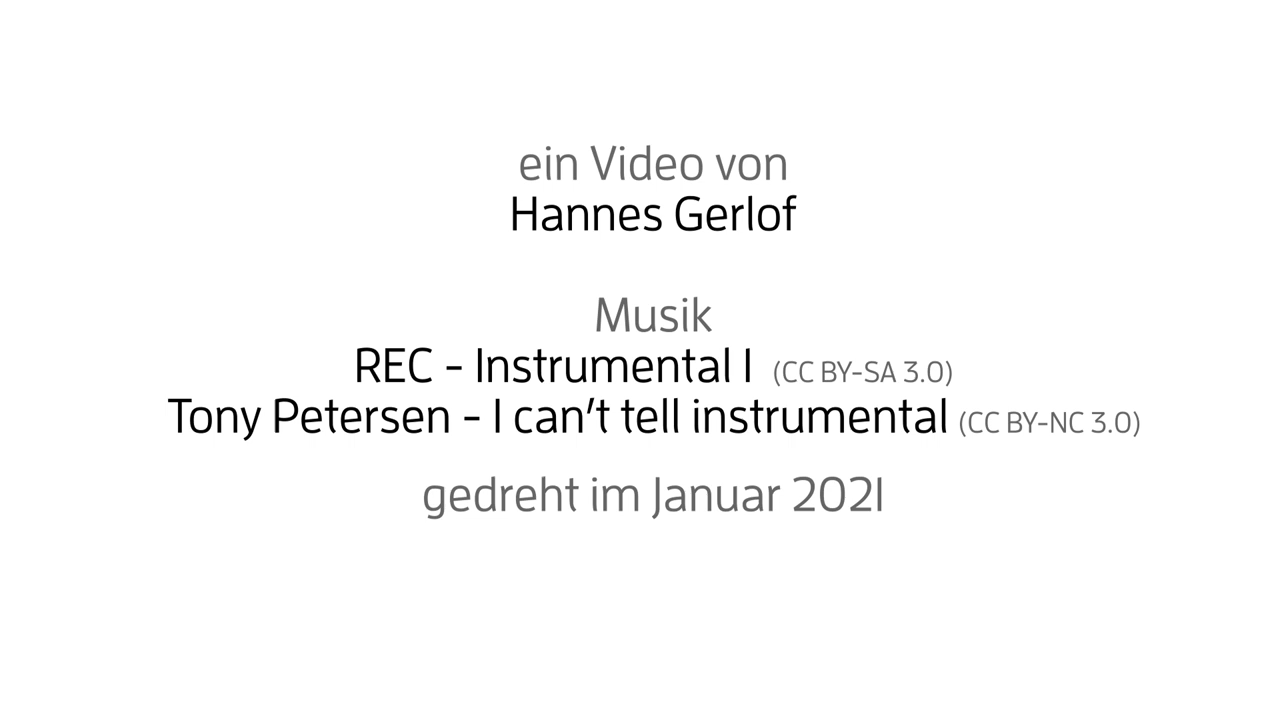 ein Video von
Hannes Gerlof
Musik
REC - Instrumental 1 (CC BY-SA 3.0)
Tony Petersen - I can't tell instrumental (CC BY-NC 3.0)
gedreht im Januar 2021